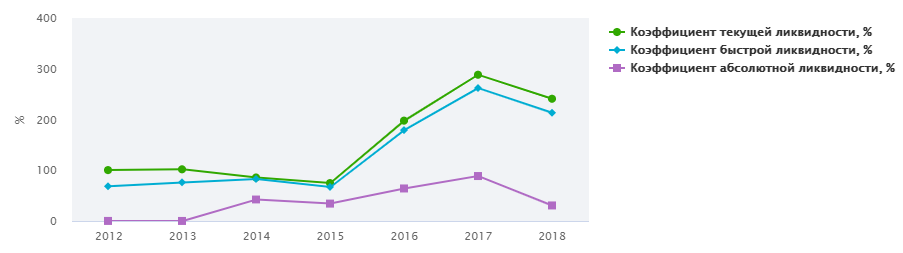 400
300
200
100
0
%
2012 2013 2014 2015 2016 2017 2018
Коэффициент текущей ликвидности, %
Коэффициент быстрой ликвидности, %
Коэффициент абсолютной ликвидности, %